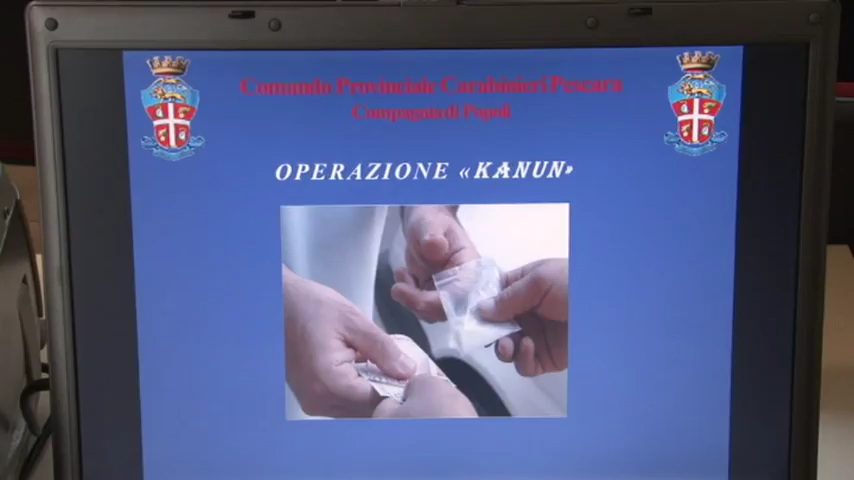 Comando Provinciale Carabinieri Pescara
Compagnia di Popoli
OPERAZIONE «KANUN»